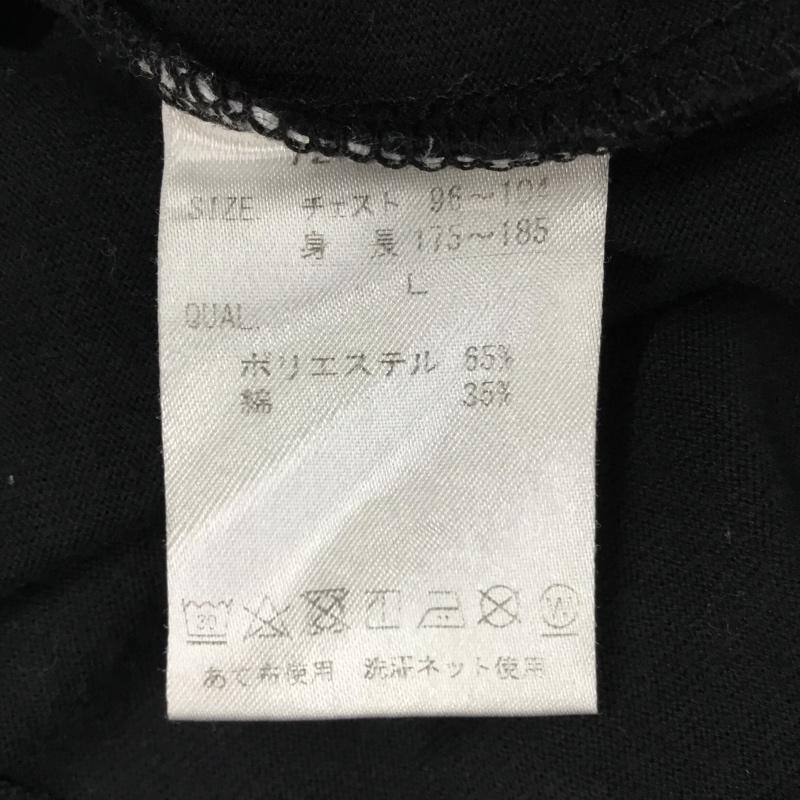 SIZE チェスト 96～104
身長 175～185
L
QUAL.
ポリエステル 65%
綿 35%
30 W
あて布使用 洗濯ネット使用